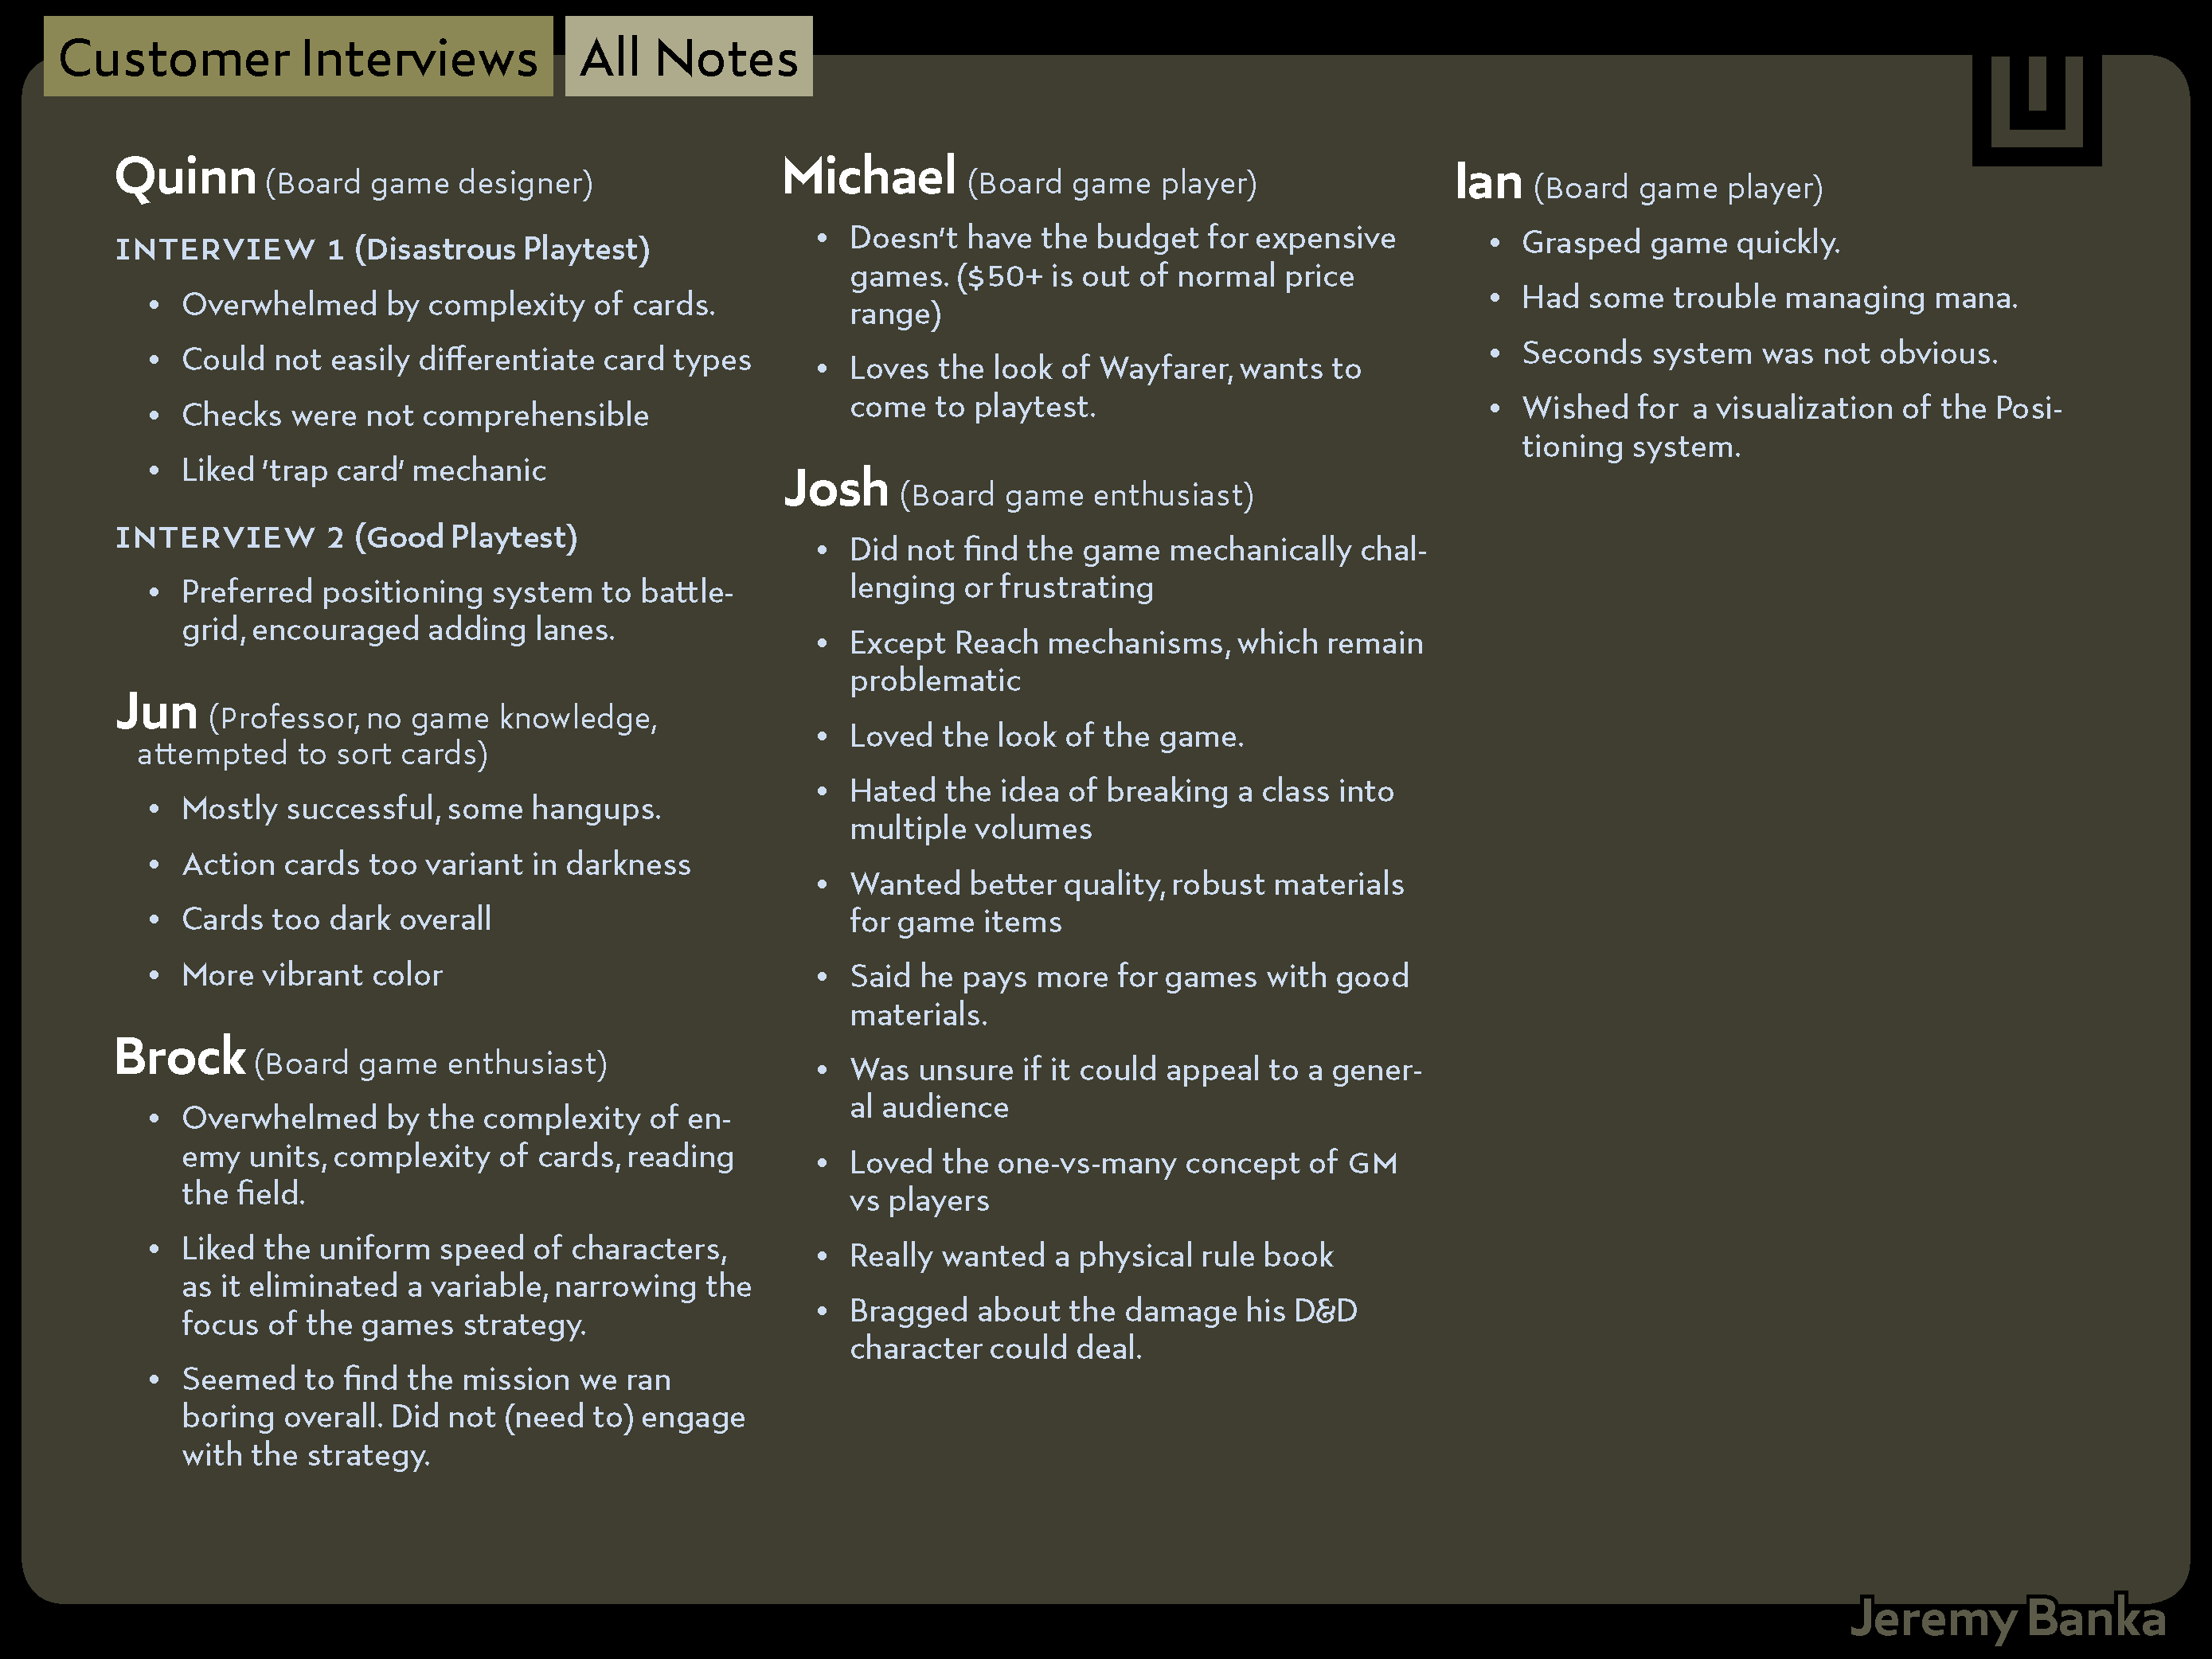 Customer Interviews All Notes
Quinn (Board game designer)
INTERVIEW 1 (Disastrous Playtest)
• Overwhelmed by complexity of cards.
• Could not easily differentiate card types
• Checks were not comprehensible
• Liked 'trap card' mechanic
INTERVIEW 2 (Good Playtest)
• Preferred positioning system to battle-
grid, encouraged adding lanes.
Jun (Professor, no game knowledge,
attempted to sort cards)
• Mostly successful, some hangups.
• Action cards too variant in darkness
• Cards too dark overall
• More vibrant color
Brock (Board game enthusiast)
• Overwhelmed by the complexity of en-
emy units, complexity of cards, reading
the field.
• Liked the uniform speed of characters,
as it eliminated a variable, narrowing the
focus of the games strategy.
• Seemed to find the mission we ran
boring overall. Did not (need to) engage
with the strategy.
Michael (Board game player)
• Doesn't have the budget for expensive
games. ($50+ is out of normal price
range)
• Loves the look of Wayfarer, wants to
come to playtest.
Josh (Board game enthusiast)
• Did not find the game mechanically chal-
lenging or frustrating
• Except Reach mechanisms, which remain
problematic
• Loved the look of the game.
• Hated the idea of breaking a class into
multiple volumes
• Wanted better quality, robust materials
for game items
• Said he pays more for games with good
materials.
• Was unsure if it could appeal to a gener-
al audience
• Loved the one-vs-many concept of GM
vs players
• Really wanted a physical rule book
• Bragged about the damage his D&D
character could deal.
Ian (Board game player)
• Grasped game quickly.
• Had some trouble managing mana.
• Seconds system was not obvious.
• Wished for a visualization of the Posi-
tioning system.
Jeremy Banka